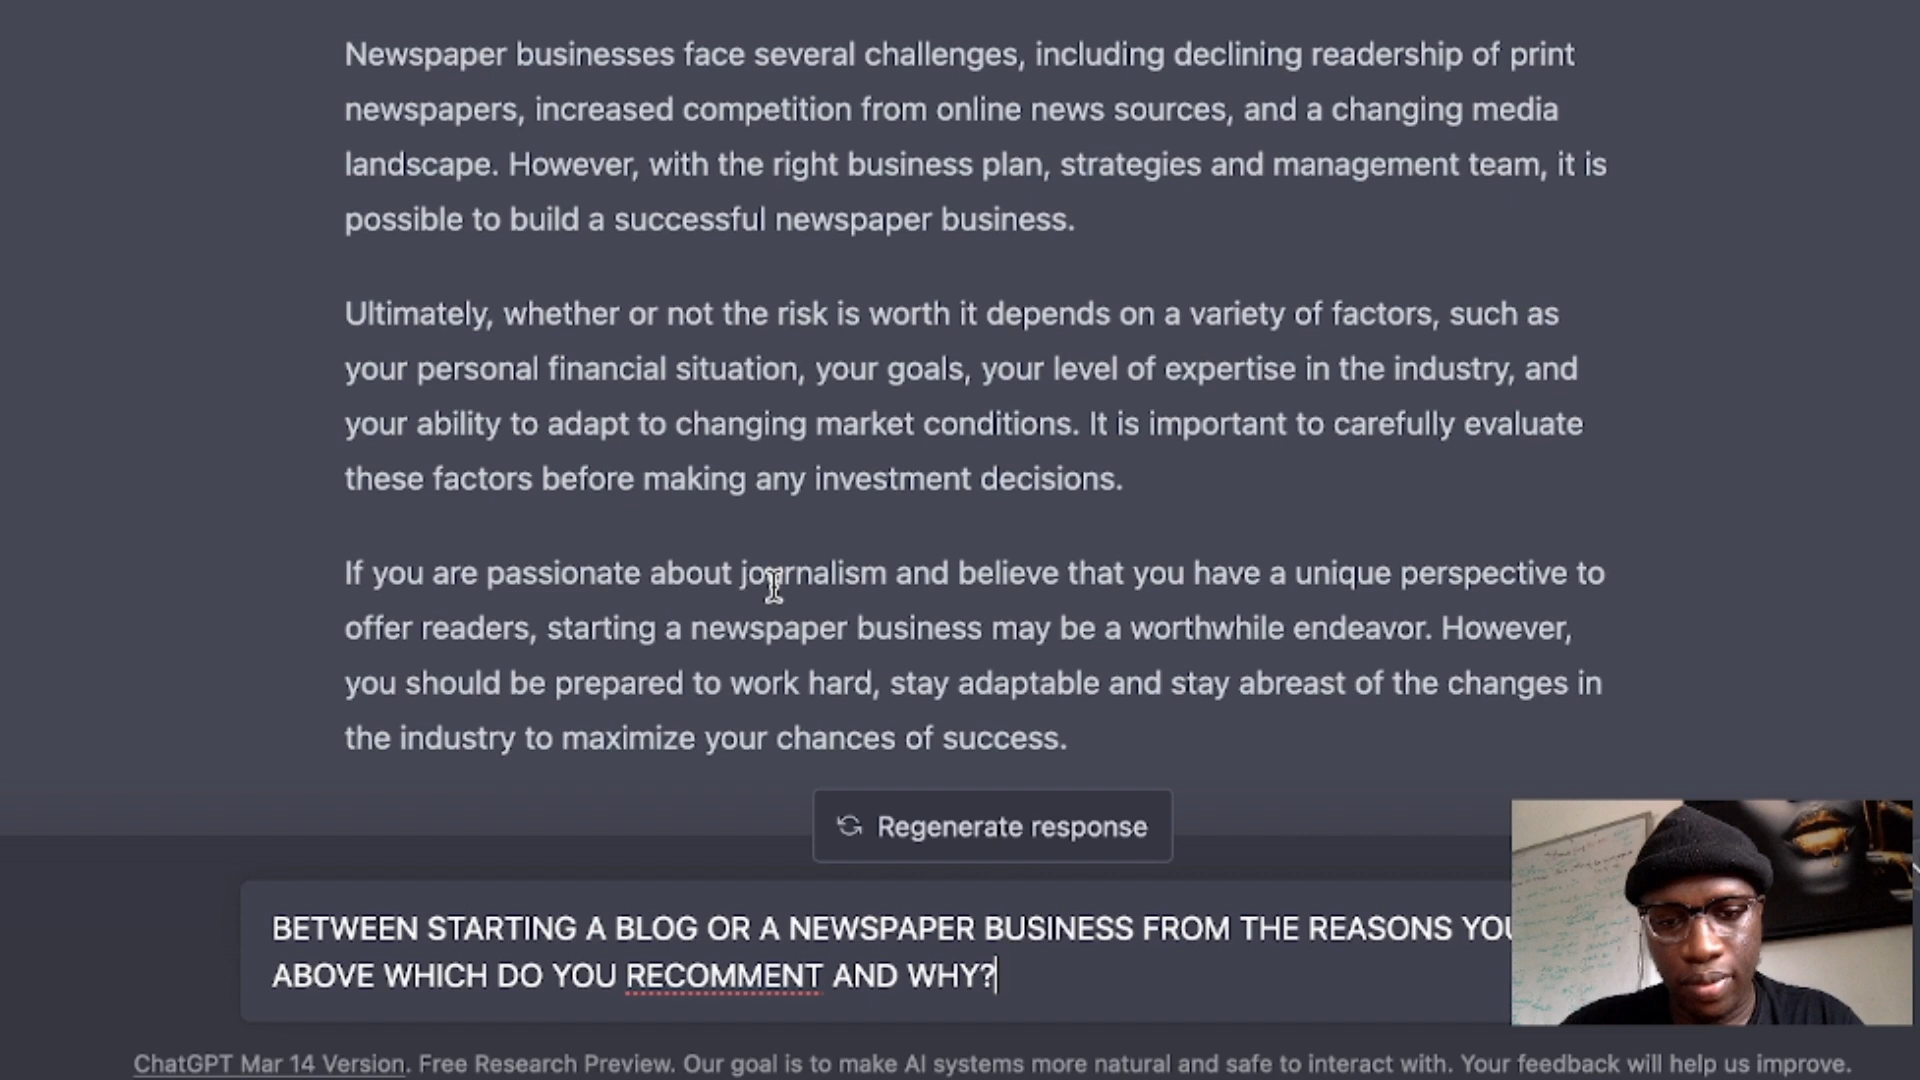 Newspaper businesses face several challenges, including declining readership of print
newspapers, increased competition from online news sources, and a changing media
landscape. However, with the right business plan, strategies and management team, it is
possible to build a successful newspaper business.
Ultimately, whether or not the risk is worth it depends on a variety of factors, such as
your personal financial situation, your goals, your level of expertise in the industry, and
your ability to adapt to changing market conditions. It is important to carefully evaluate
these factors before making any investment decisions.
If you are passionate about journalism and believe that you have a unique perspective to
offer readers, starting a newspaper business may be a worthwhile endeavor. However,
you should be prepared to work hard, stay adaptable and stay abreast of the changes in
the industry to maximize your chances of success.
Regenerate response
BETWEEN STARTING A BLOG OR A NEWSPAPER BUSINESS FROM THE REASONS YOU
ABOVE WHICH DO YOU RECOMMENT AND WHY?
ChatGPT Mar 14 Version. Free Research Preview. Our goal is to make AI systems more natural and safe to interact with. Your feedback will help us improve.